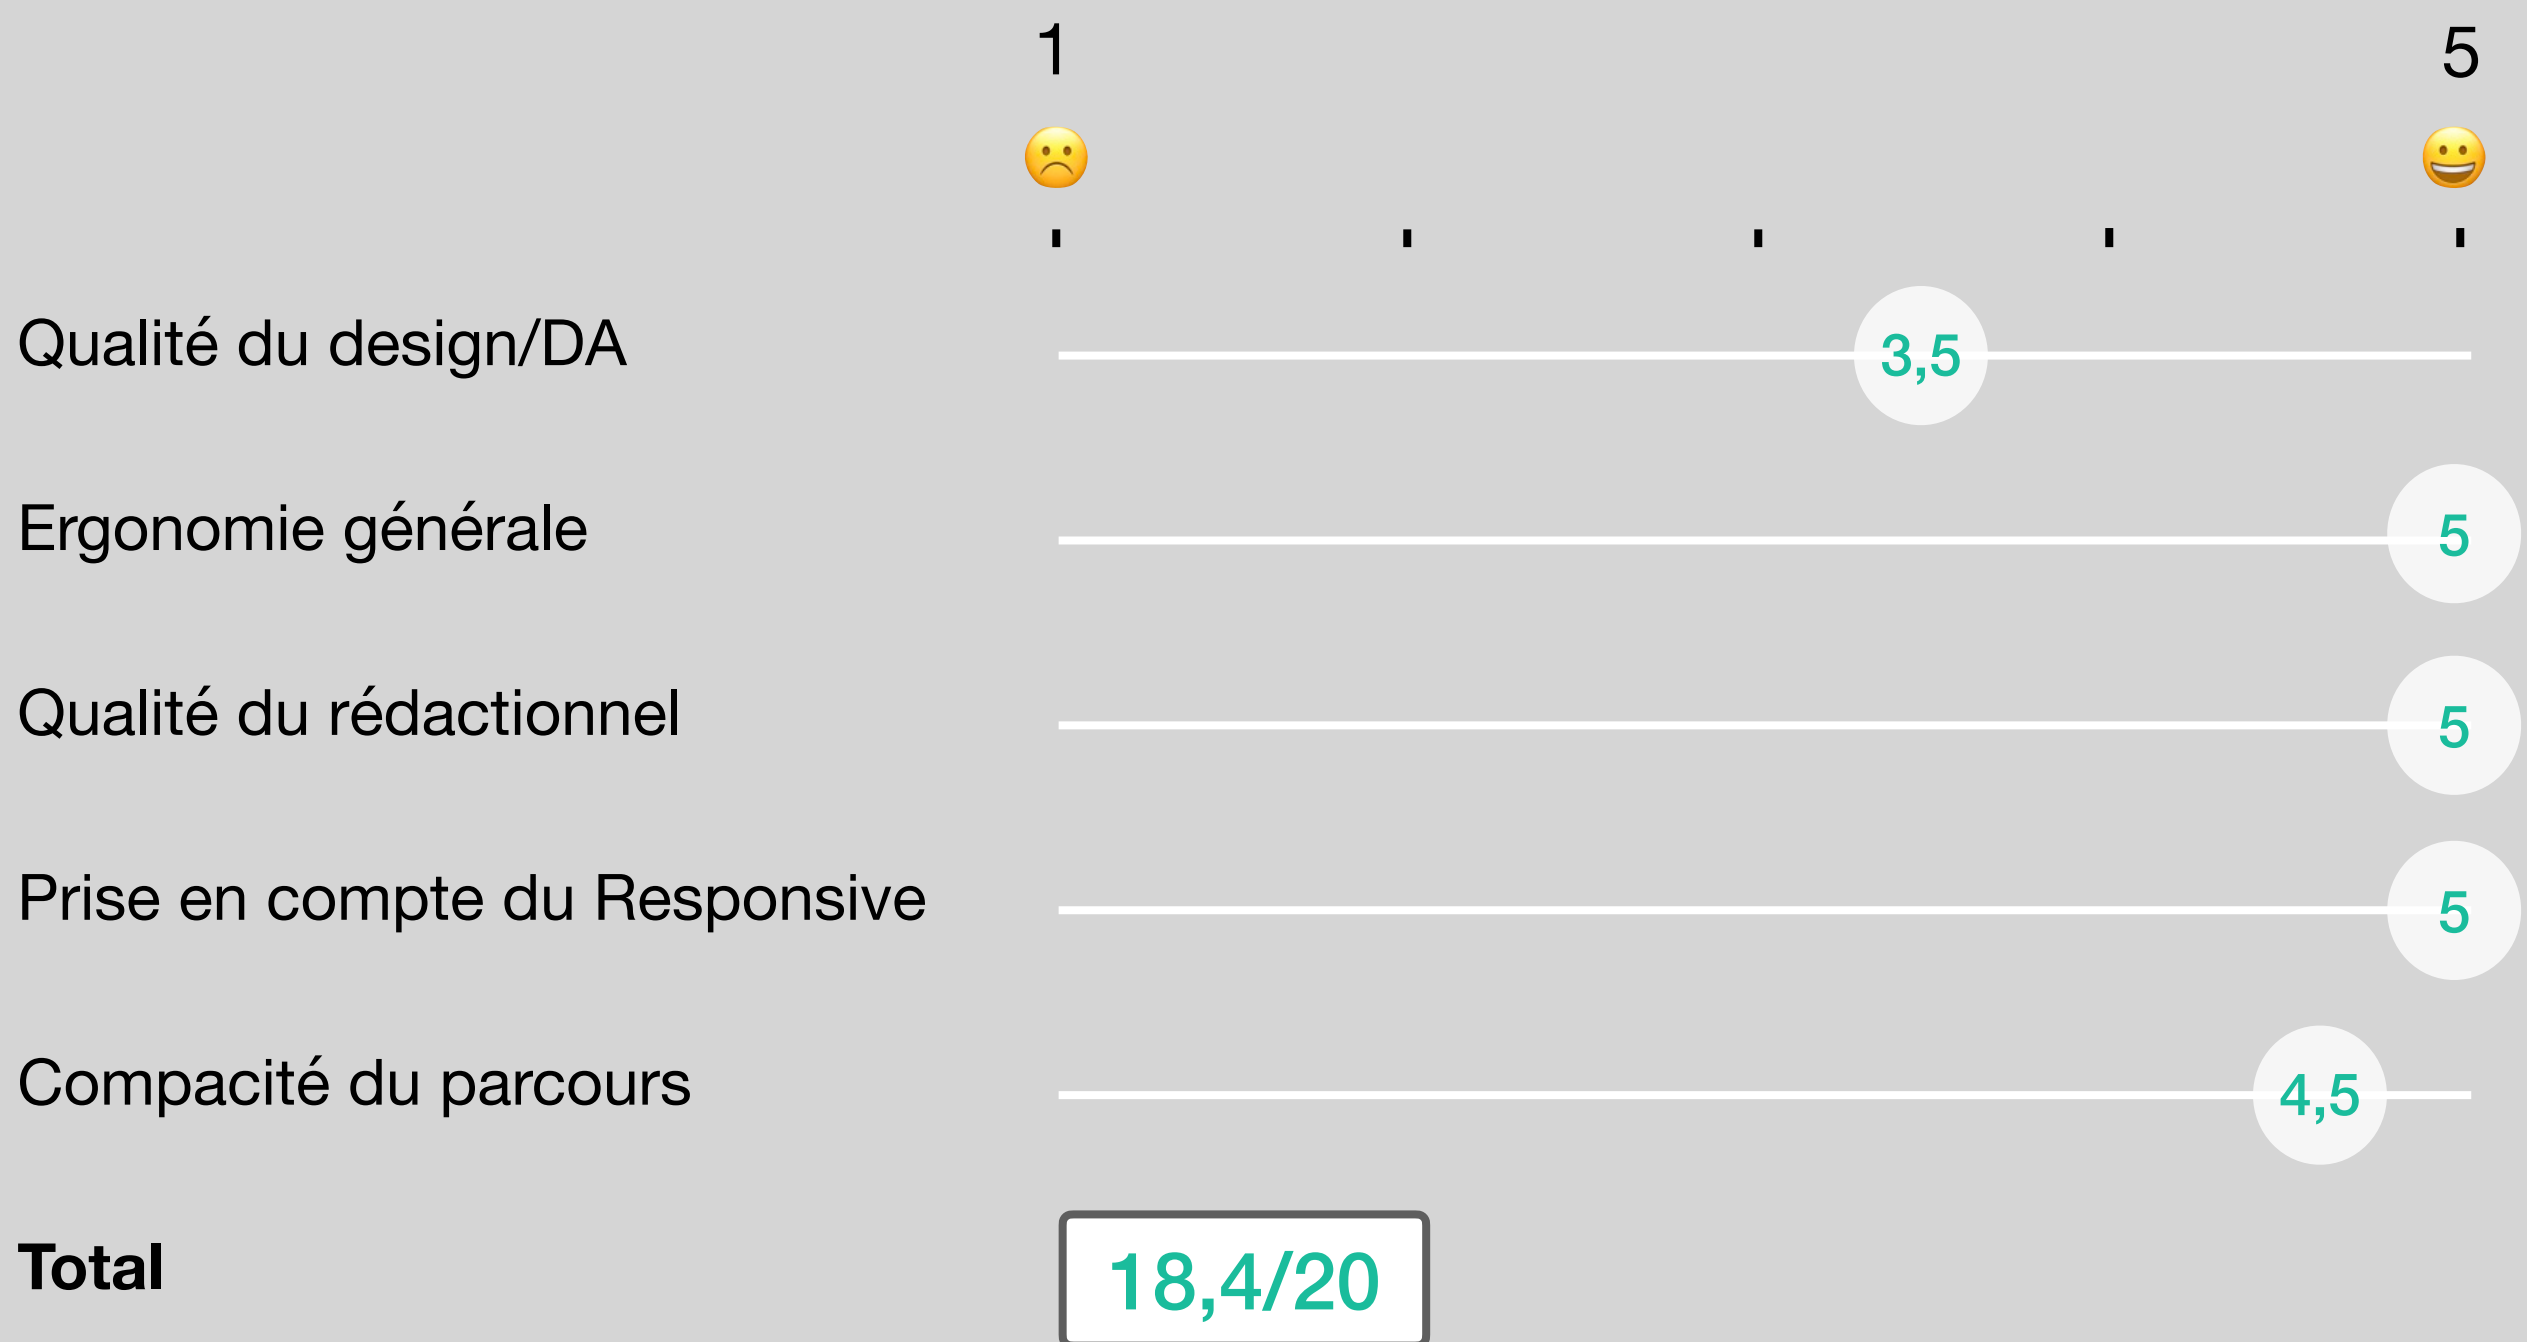 1 5
Qualité du design/DA 3,5
Ergonomie générale 5
Qualité du rédactionnel 5
Prise en compte du Responsive 5
Compacité du parcours 4,5
Total 18,4/20